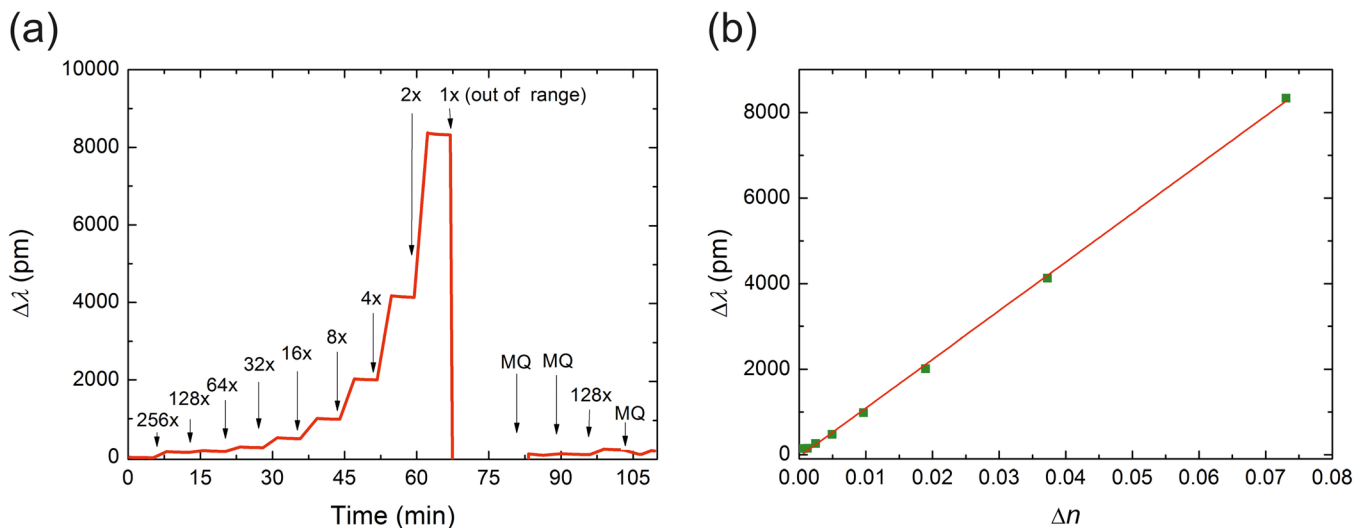 (a)
10000
8000
6000
4000
2000
0
Δλ (pm)
0
15
30
45
60
75
90
105
Time (min)
256x
128x
64x
32x
16x
8x
4x
2x
1x (out of range)
MQ
MQ
128x
MQ
(b)
8000
6000
4000
2000
0
Δλ (pm)
0.00
0.01
0.02
0.03
0.04
0.05
0.06
0.07
0.08
Δn